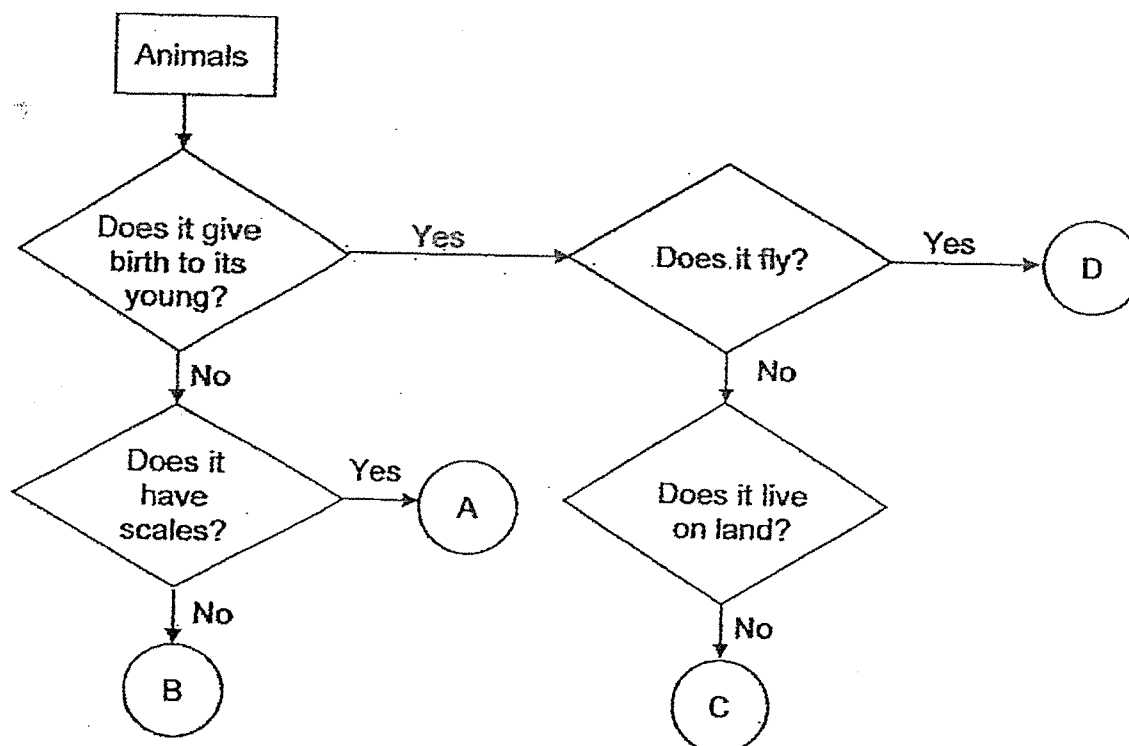 Animals
Does it give
birth to its
young?
Yes
Does it fly?
Yes
D
No
No
Does it
have
scales?
Yes
A
Does it live
on land?
No
B
No
C